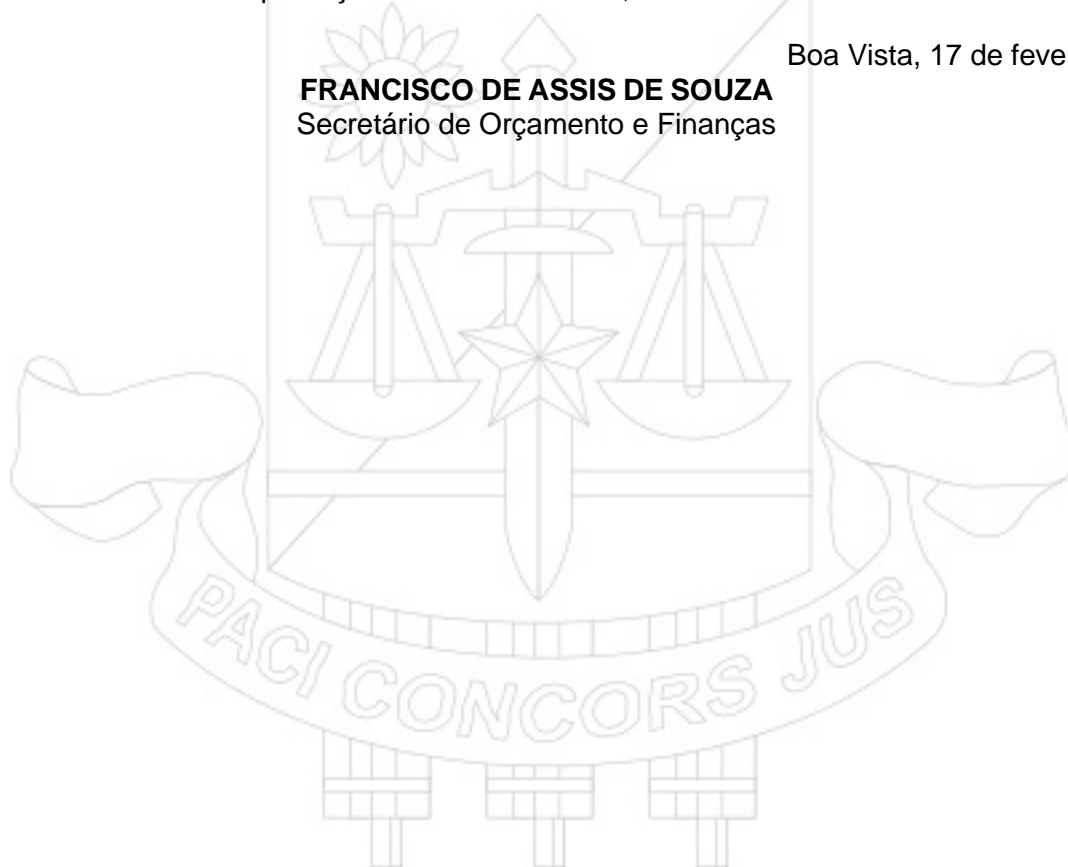 Boa Vista, 17 de feve
FRANCISCO DE ASSIS DE SOUZA
Secretário de Orçamento e Finanças
PACI CONCORS JUS